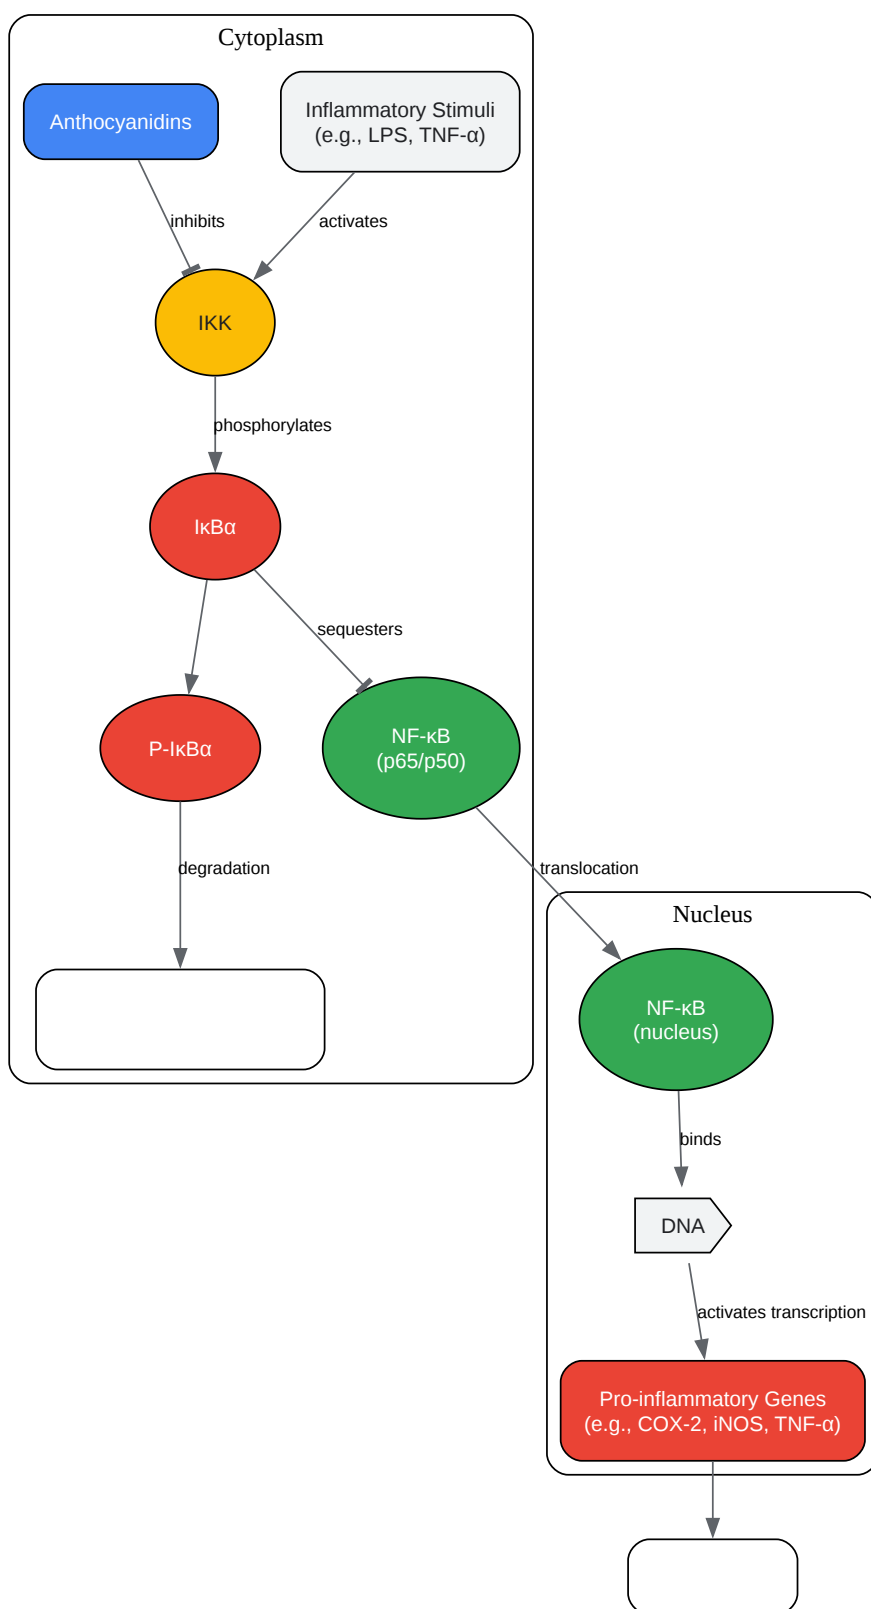 Cytoplasm
Anthocyanidins
Inflammatory Stimuli
(e.g., LPS, TNF-α)
inhibits
activates
IKK
phosphorylates
IκBα
sequesters
P-IκBα
NF-κB
(p65/p50)
degradation
translocation
Nucleus
NF-κB
(nucleus)
binds
DNA
activates transcription
Pro-inflammatory Genes
(e.g., COX-2, iNOS, TNF-α)